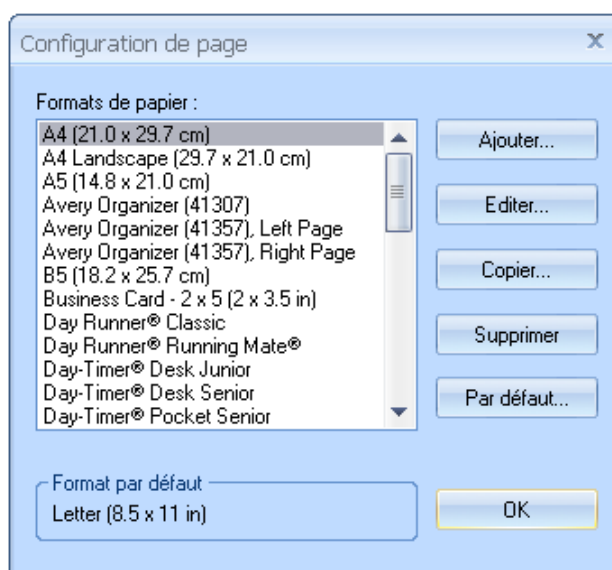 Configuration de page
Formats de papier :
A4 (21.0 x 29.7 cm)
A4 Landscape (29.7 x 21.0 cm)
A5 (14.8 x 21.0 cm)
Avery Organizer (41307)
Avery Organizer (41357), Left Page
Avery Organizer (41357), Right Page
B5 (18.2 x 25.7 cm)
Business Card - 2 x 5 (2 x 3.5 in)
Day Runner® Classic
Day Runner® Running Mate®
Day-Timer® Desk Junior
Day-Timer® Desk Senior
Day-Timer® Pocket Senior
Ajouter...
Editer...
Copier...
Supprimer
Par défaut...
Format par défaut
Letter (8.5 x 11 in)
OK